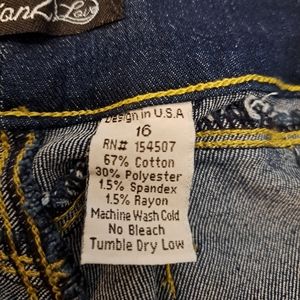 Love
Design in U.S.A
16
RN# 154507
67% Cotton
30% Polyester
1.5% Spandex
1.5% Rayon
Machine Wash Cold
No Bleach
Tumble Dry Low